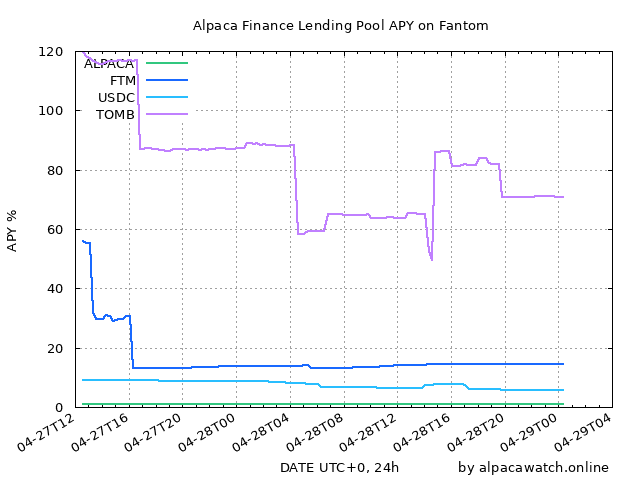 Alpaca Finance Lending Pool APY on Fantom
120
100
80
60
40
20
0
APY %
ALPACA
FTM
USDC
TOMB
04-27T12
04-27T16
04-27T20
04-28T00
04-28T04
04-28T08
04-28T12
04-28T16
04-28T20
04-29T00
04-29T04
DATE UTC+0, 24h
by alpacawatch.online